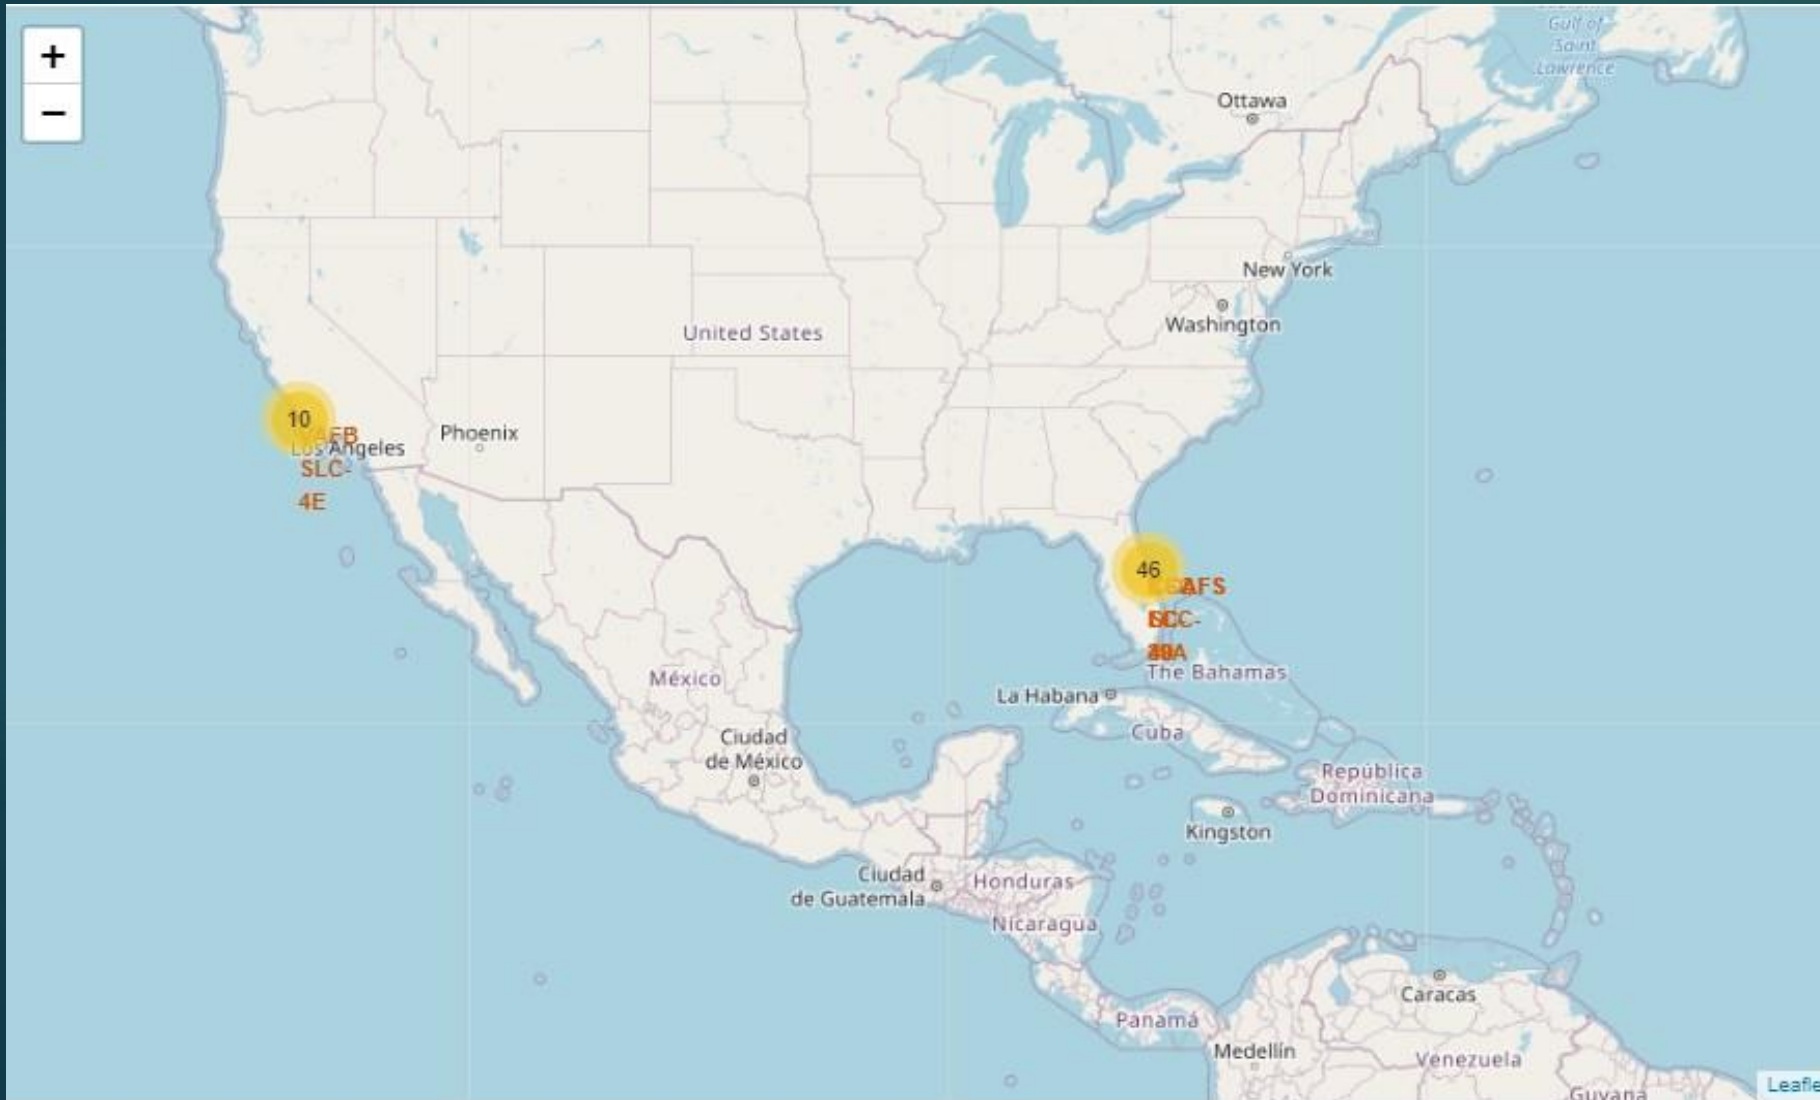 +
−
Gulf of
Saint
Lawrence
Ottawa
New York
Washington
United States
10
Los Angeles
SLC-
4E
Phoenix
46
AFS
The Bahamas
La Habana
México
Cuba
Ciudad
de México
República
Dominicana
Kingston
Ciudad
de Guatemala
Honduras
Nicaragua
Caracas
Panamá
Medellín
Venezuela
Guyana
Leafle